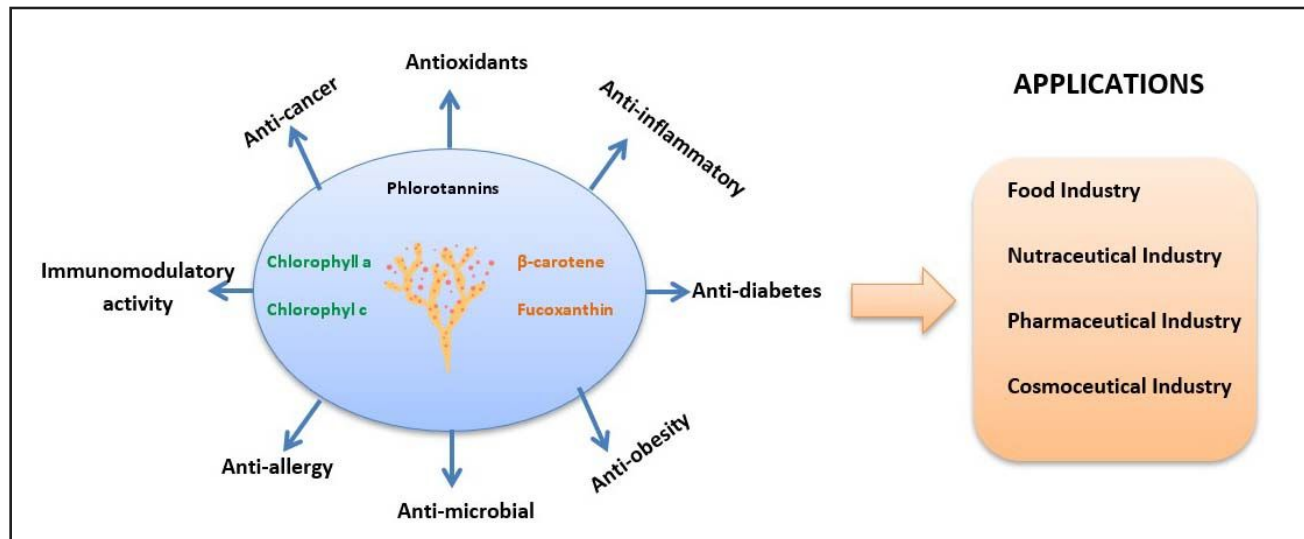 Antioxidants
Anti-cancer
Anti-inflammatory
Phlorotannins
Chlorophyll a
β-carotene
Immunomodulatory
activity
Chlorophyl c
Fucoxanthin
Anti-diabetes
Anti-allergy
Anti-obesity
Anti-microbial
APPLICATIONS
Food Industry
Nutraceutical Industry
Pharmaceutical Industry
Cosmoceutical Industry